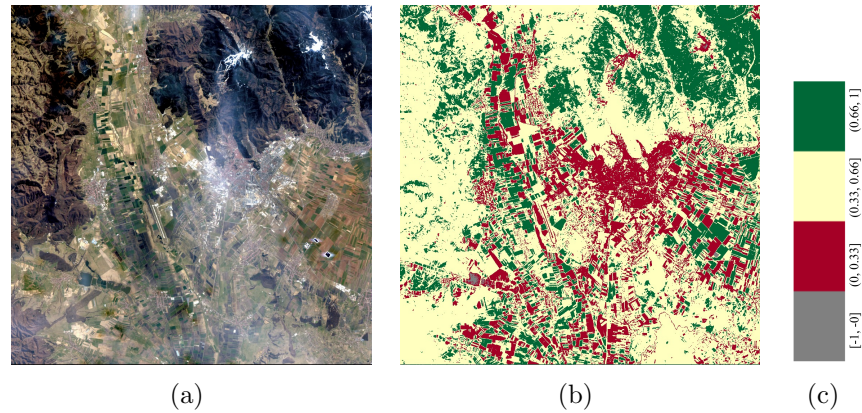 (0.66, 1]
(0.33, 0.66]
(0, 0.33]
[-1, -0]
(a)
(b)
(c)